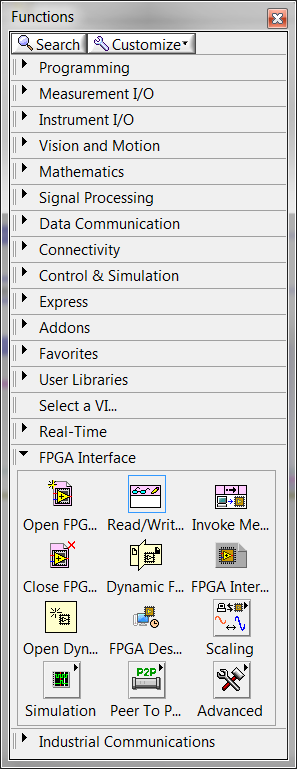 Functions
Search Customize
Programming
Measurement I/O
Instrument I/O
Vision and Motion
Mathematics
Signal Processing
Data Communication
Connectivity
Control & Simulation
Express
Addons
Favorites
User Libraries
Select a VI...
Real-Time
FPGA Interface
Open FPG... Read/Writ... Invoke Me...
Close FPG... Dynamic F... FPGA Inter...
Open Dyn... FPGA Des... Scaling
P2P
Simulation Peer To P... Advanced
Industrial Communications